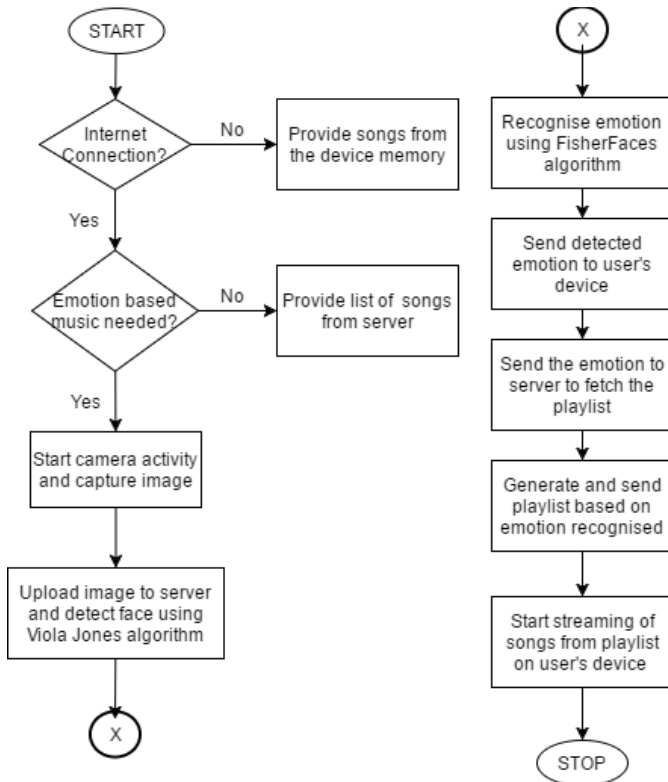 START
Internet
Connection?
No
Provide songs from
the device memory
Yes
Emotion based
music needed?
No
Provide list of songs
from server
Yes
Start camera activity
and capture image
Upload image to server
and detect face using
Viola Jones algorithm
X
X
Recognise emotion
using FisherFaces
algorithm
Send detected
emotion to user's
device
Send the emotion to
server to fetch the
playlist
Generate and send
playlist based on
emotion recognised
Start streaming of
songs from playlist
on user's device
STOP